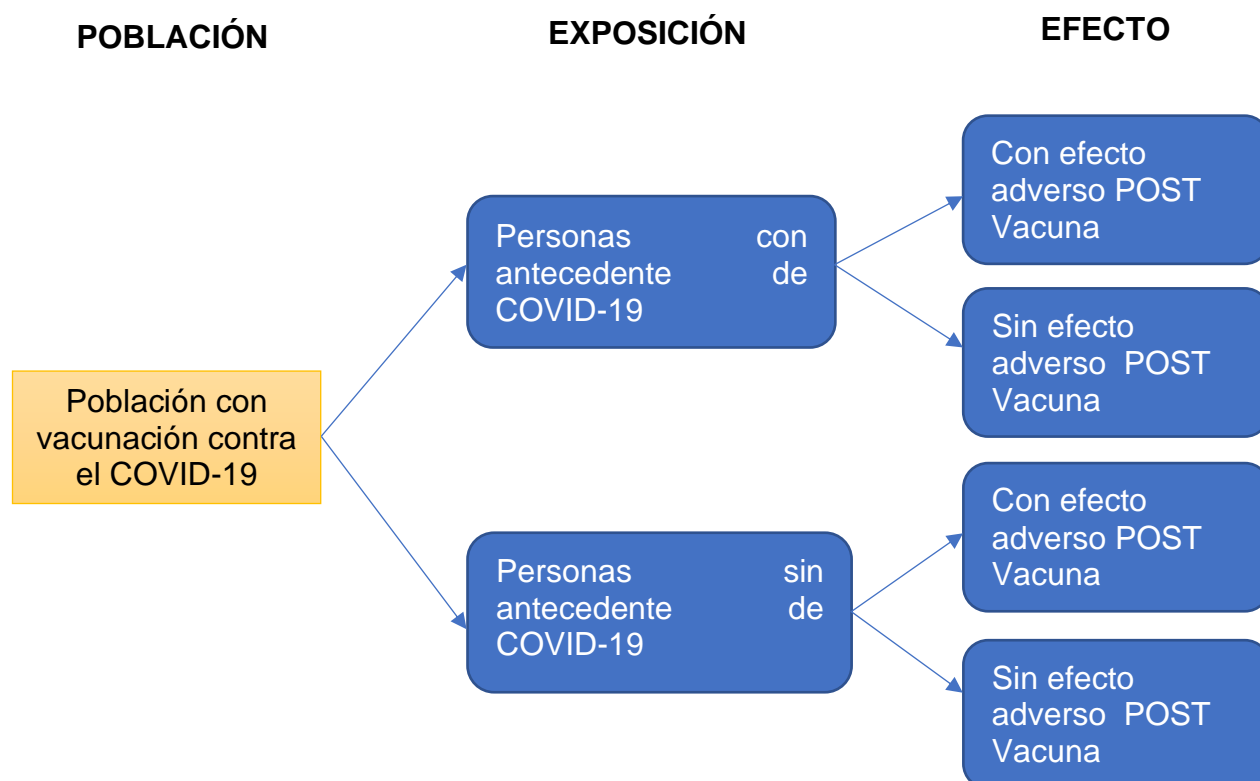 POBLACIÓN
EXPOSICIÓN
EFECTO
Población con
vacunación contra
el COVID-19
Personas con
antecedente de
COVID-19
Personas sin
antecedente de
COVID-19
Con efecto
adverso POST
Vacuna
Sin efecto
adverso POST
Vacuna
Con efecto
adverso POST
Vacuna
Sin efecto
adverso POST
Vacuna